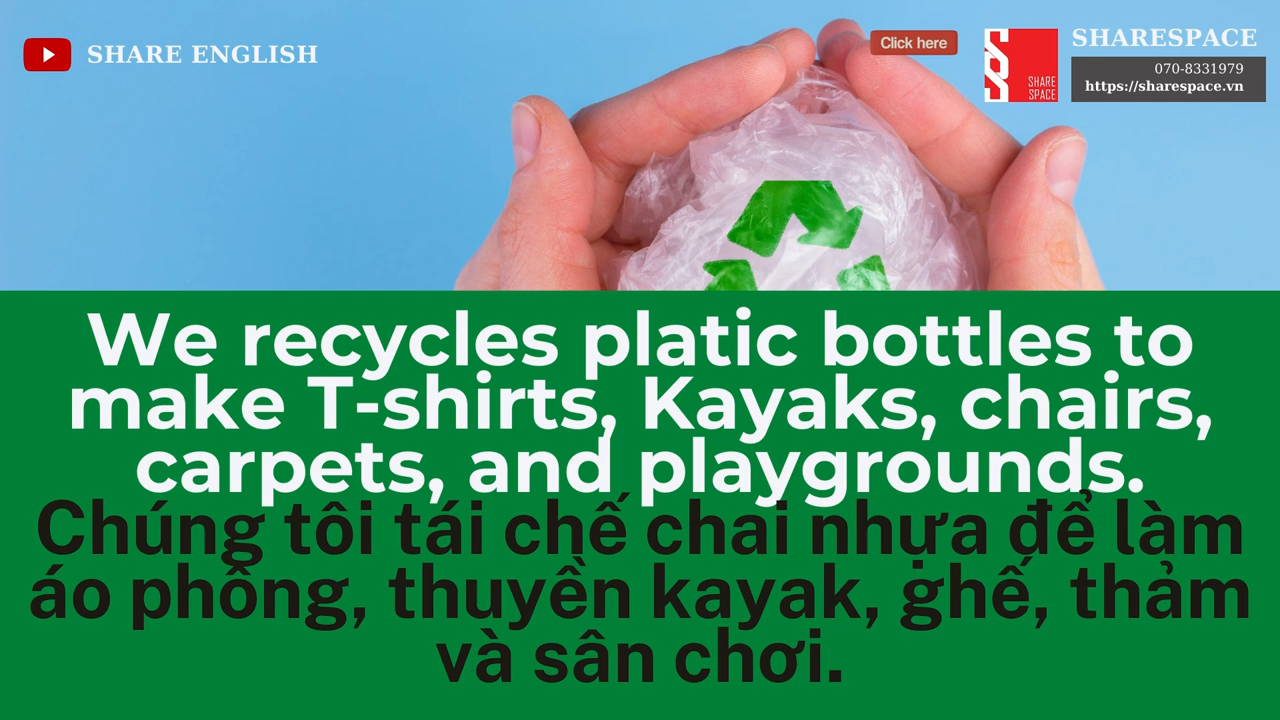 SHARE ENGLISH
Click here
SHARE
SPACE
SHARESPACE
070-8331979
https://sharespace.vn
We recycles platic bottles to
make T-shirts, Kayaks, chairs,
carpets, and playgrounds.
Chúng tôi tái chế chai nhựa để làm
áo phông, thuyền kayak, ghế, thảm
và sân chơi.